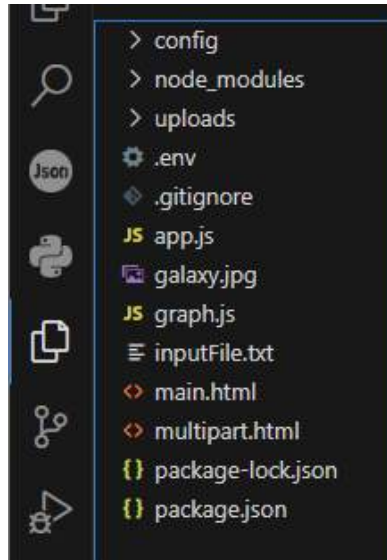 config
node_modules
uploads
.env
.gitignore
Json
JS app.js
galaxy.jpg
JS graph.js
inputFile.txt
main.html
multipart.html
{} package-lock.json
{} package.json